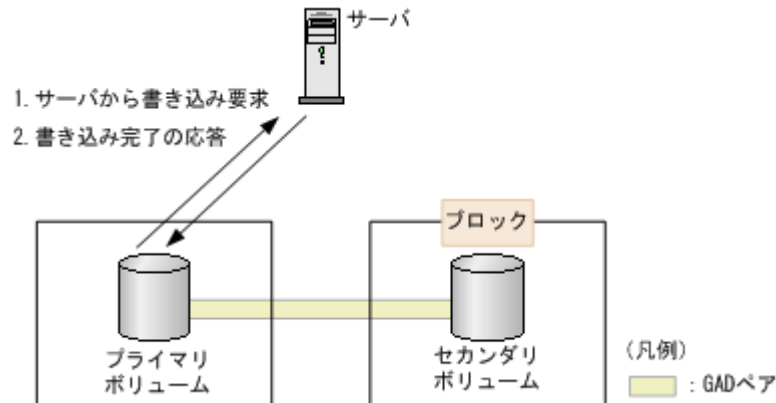 サーバ
1. サーバから書き込み要求
2. 書き込み完了の応答
ブロック
プライマリ
ボリューム
セカンダリ
ボリューム
(凡例)
: GADペア